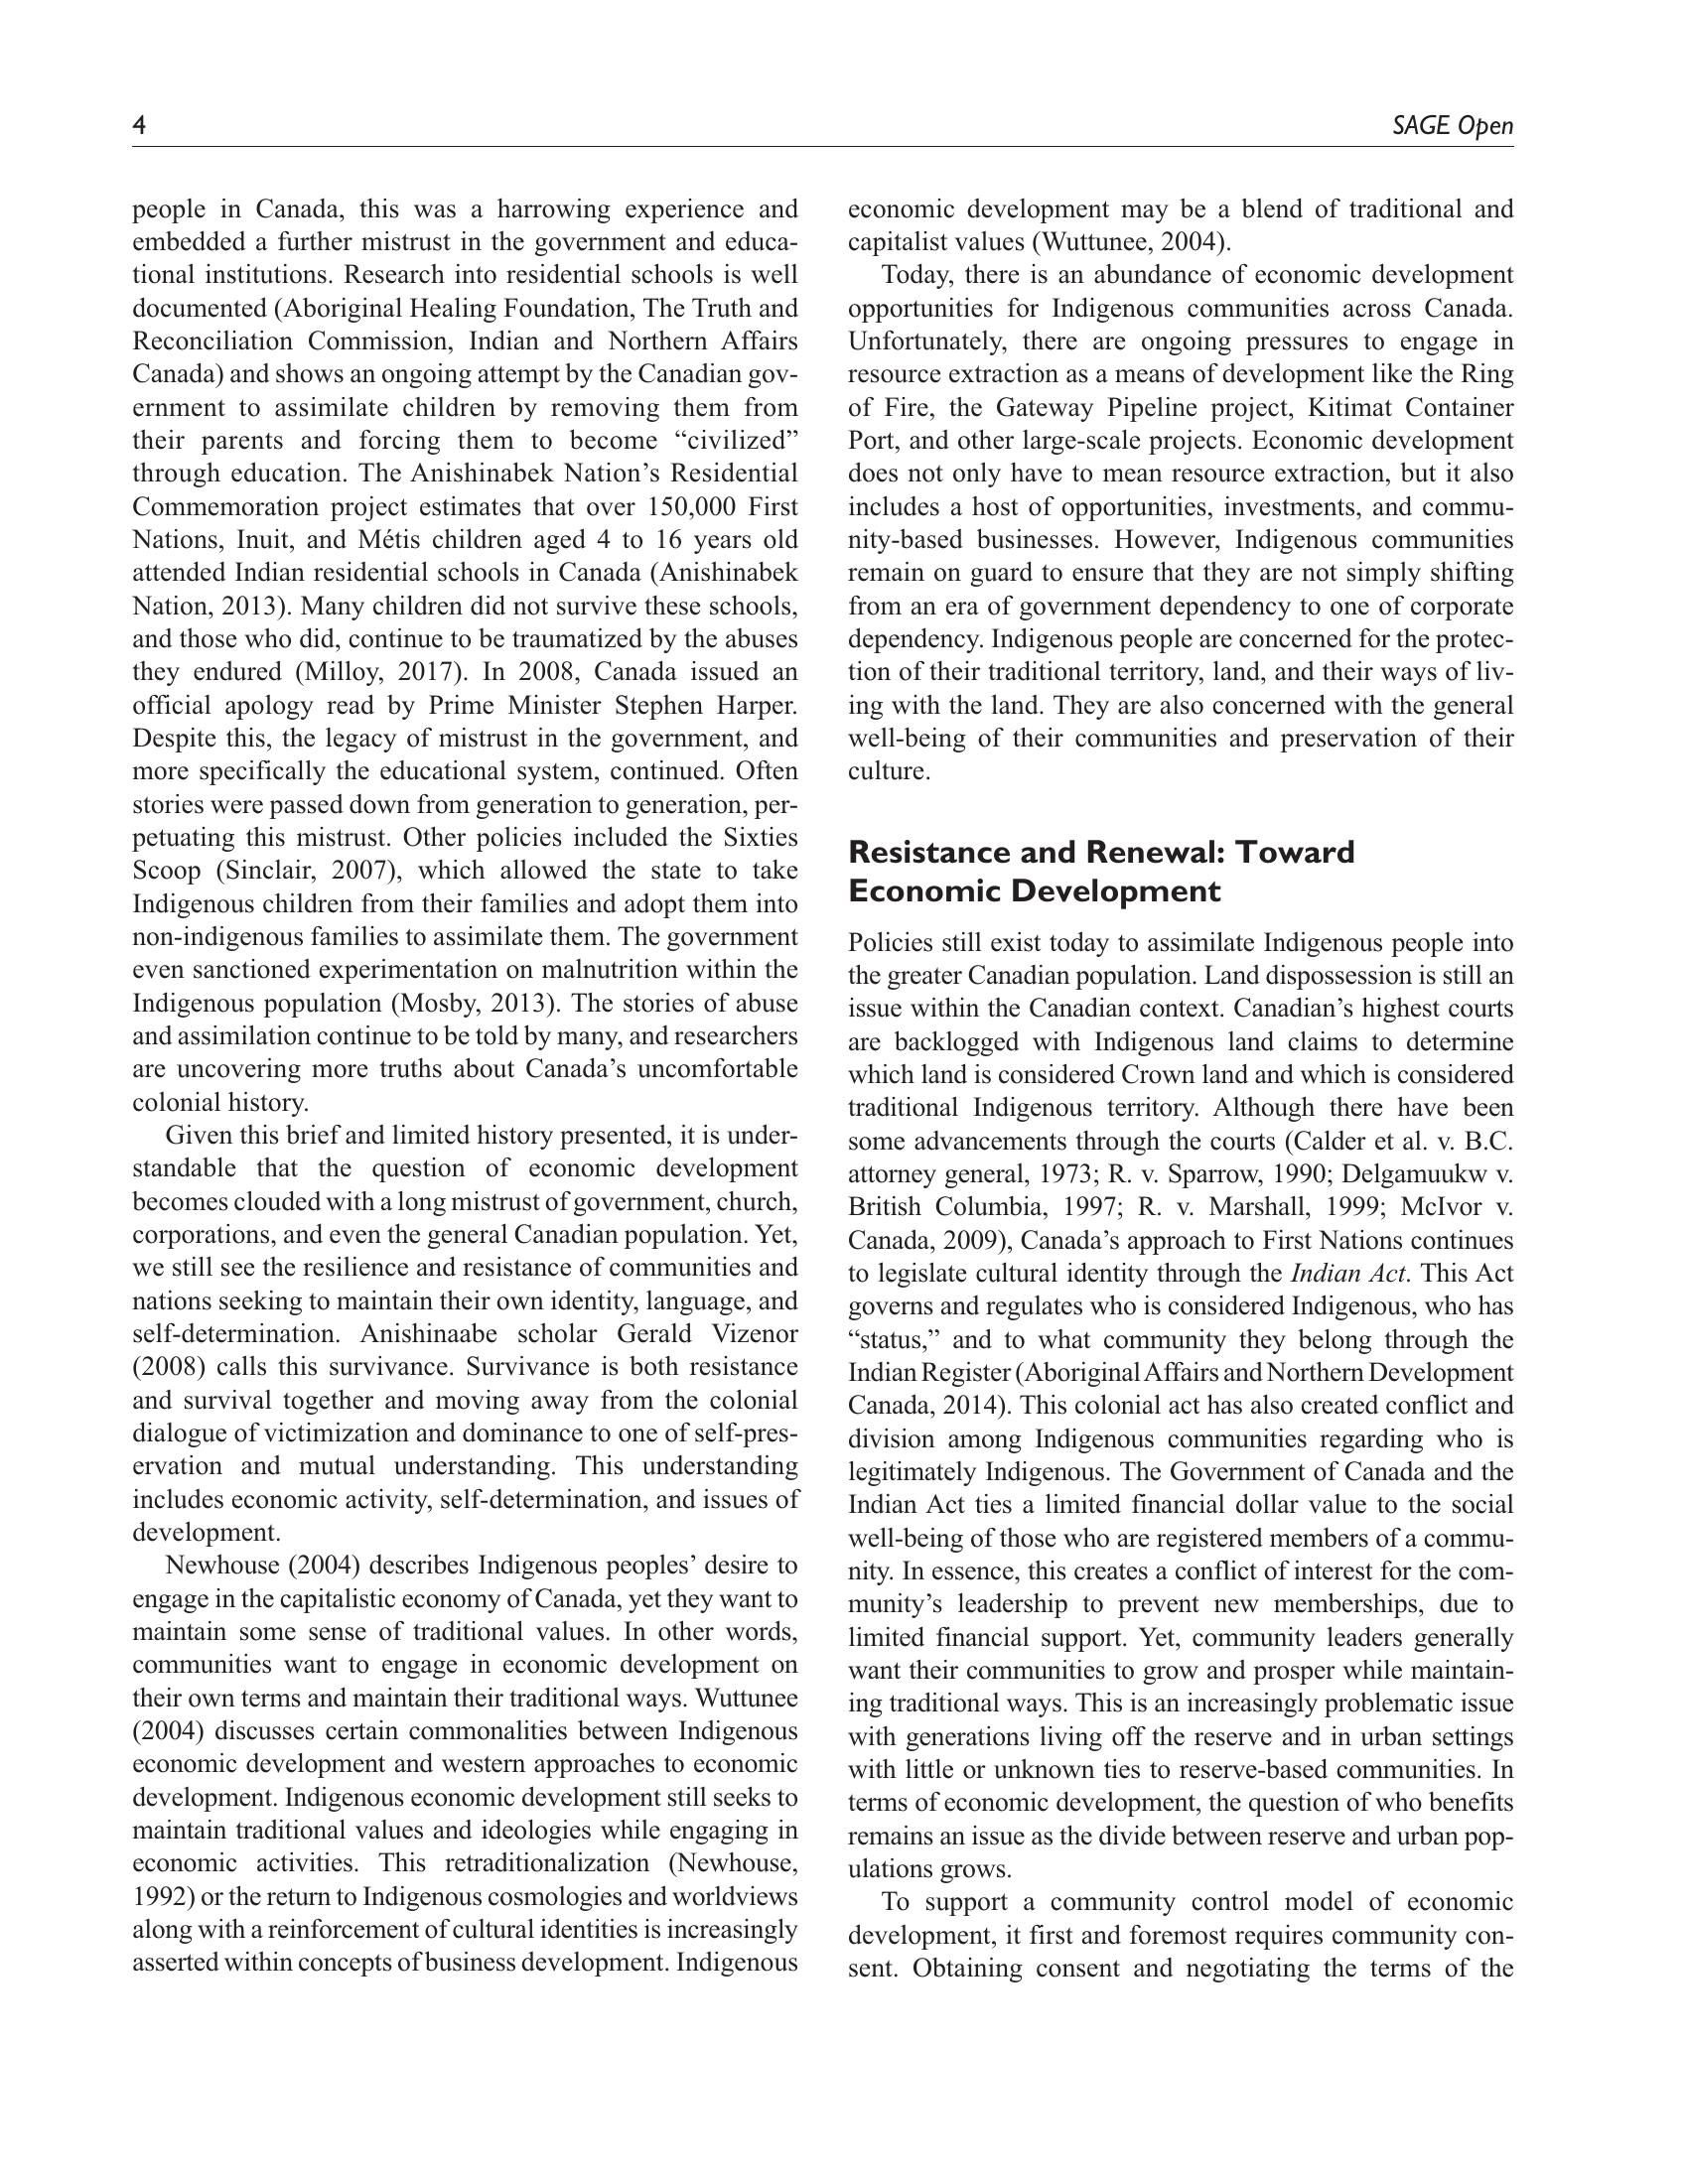 4
SAGE Open
people in Canada, this was a harrowing experience and
embedded a further mistrust in the government and educa-
tional institutions. Research into residential schools is well
documented (Aboriginal Healing Foundation, The Truth and
Reconciliation Commission, Indian and Northern Affairs
Canada) and shows an ongoing attempt by the Canadian gov-
ernment to assimilate children by removing them from
their parents and forcing them to become “civilized”
through education. The Anishinabek Nation’s Residential
Commemoration project estimates that over 150,000 First
Nations, Inuit, and Métis children aged 4 to 16 years old
attended Indian residential schools in Canada (Anishinabek
Nation, 2013). Many children did not survive these schools,
and those who did, continue to be traumatized by the abuses
they endured (Milloy, 2017). In 2008, Canada issued an
official apology read by Prime Minister Stephen Harper.
Despite this, the legacy of mistrust in the government, and
more specifically the educational system, continued. Often
stories were passed down from generation to generation, per-
petuating this mistrust. Other policies included the Sixties
Scoop (Sinclair, 2007), which allowed the state to take
Indigenous children from their families and adopt them into
non-indigenous families to assimilate them. The government
even sanctioned experimentation on malnutrition within the
Indigenous population (Mosby, 2013). The stories of abuse
and assimilation continue to be told by many, and researchers
are uncovering more truths about Canada’s uncomfortable
colonial history.
Given this brief and limited history presented, it is under-
standable that the question of economic development
becomes clouded with a long mistrust of government, church,
corporations, and even the general Canadian population. Yet,
we still see the resilience and resistance of communities and
nations seeking to maintain their own identity, language, and
self-determination. Anishinaabe scholar Gerald Vizenor
(2008) calls this survivance. Survivance is both resistance
and survival together and moving away from the colonial
dialogue of victimization and dominance to one of self-pres-
ervation and mutual understanding. This understanding
includes economic activity, self-determination, and issues of
development.
Newhouse (2004) describes Indigenous peoples’ desire to
engage in the capitalistic economy of Canada, yet they want to
maintain some sense of traditional values. In other words,
communities want to engage in economic development on
their own terms and maintain their traditional ways. Wuttunee
(2004) discusses certain commonalities between Indigenous
economic development and western approaches to economic
development. Indigenous economic development still seeks to
maintain traditional values and ideologies while engaging in
economic activities. This retraditionalization (Newhouse,
1992) or the return to Indigenous cosmologies and worldviews
along with a reinforcement of cultural identities is increasingly
asserted within concepts of business development. Indigenous
economic development may be a blend of traditional and
capitalist values (Wuttunee, 2004).
Today, there is an abundance of economic development
opportunities for Indigenous communities across Canada.
Unfortunately, there are ongoing pressures to engage in
resource extraction as a means of development like the Ring
of Fire, the Gateway Pipeline project, Kitimat Container
Port, and other large-scale projects. Economic development
does not only have to mean resource extraction, but it also
includes a host of opportunities, investments, and commu-
nity-based businesses. However, Indigenous communities
remain on guard to ensure that they are not simply shifting
from an era of government dependency to one of corporate
dependency. Indigenous people are concerned for the protec-
tion of their traditional territory, land, and their ways of liv-
ing with the land. They are also concerned with the general
well-being of their communities and preservation of their
culture.
Resistance and Renewal: Toward
Economic Development
Policies still exist today to assimilate Indigenous people into
the greater Canadian population. Land dispossession is still an
issue within the Canadian context. Canadian’s highest courts
are backlogged with Indigenous land claims to determine
which land is considered Crown land and which is considered
traditional Indigenous territory. Although there have been
some advancements through the courts (Calder et al. v. B.C.
attorney general, 1973; R. v. Sparrow, 1990; Delgamuukw v.
British Columbia, 1997; R. v. Marshall, 1999; McIvor v.
Canada, 2009), Canada’s approach to First Nations continues
to legislate cultural identity through the Indian Act. This Act
governs and regulates who is considered Indigenous, who has
“status,” and to what community they belong through the
Indian Register (Aboriginal Affairs and Northern Development
Canada, 2014). This colonial act has also created conflict and
division among Indigenous communities regarding who is
legitimately Indigenous. The Government of Canada and the
Indian Act ties a limited financial dollar value to the social
well-being of those who are registered members of a commu-
nity. In essence, this creates a conflict of interest for the com-
munity’s leadership to prevent new memberships, due to
limited financial support. Yet, community leaders generally
want their communities to grow and prosper while maintain-
ing traditional ways. This is an increasingly problematic issue
with generations living off the reserve and in urban settings
with little or unknown ties to reserve-based communities. In
terms of economic development, the question of who benefits
remains an issue as the divide between reserve and urban pop-
ulations grows.
To support a community control model of economic
development, it first and foremost requires community con-
sent. Obtaining consent and negotiating the terms of the